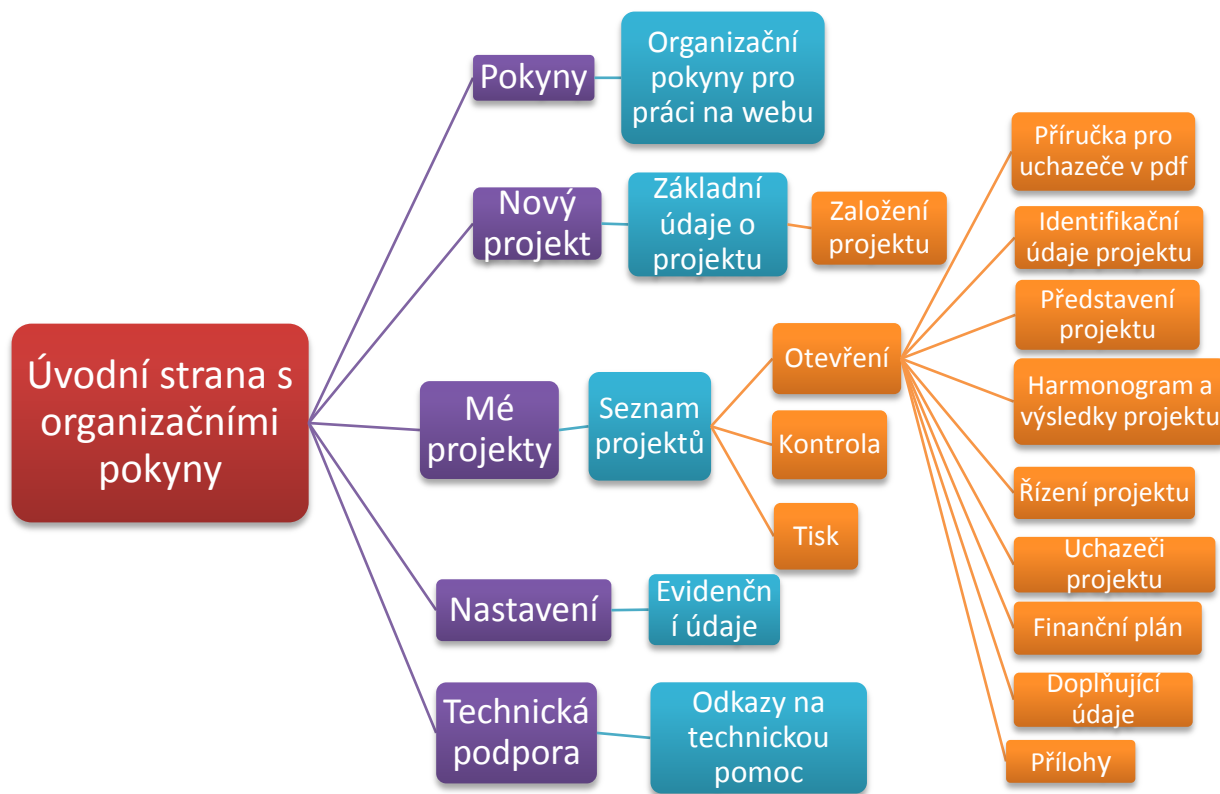 Úvodní strana s
organizačními
pokyny
Pokyny
Organizační
pokyny pro
práci na webu
Nový
projekt
Základní
údaje o
projektu
Založení
projektu
Mé
projekty
Seznam
projektů
Otevření
Příručka pro
uchazeče v pdf
Identifikační
údaje projektu
Představení
projektu
Harmonogram a
výsledky projektu
Řízení projektu
Uchazeči
projektu
Finanční plán
Doplňující
údaje
Přílohy
Kontrola
Tisk
Nastavení
Evidenčn
í údaje
Technická
podpora
Odkazy na
technickou
pomoc